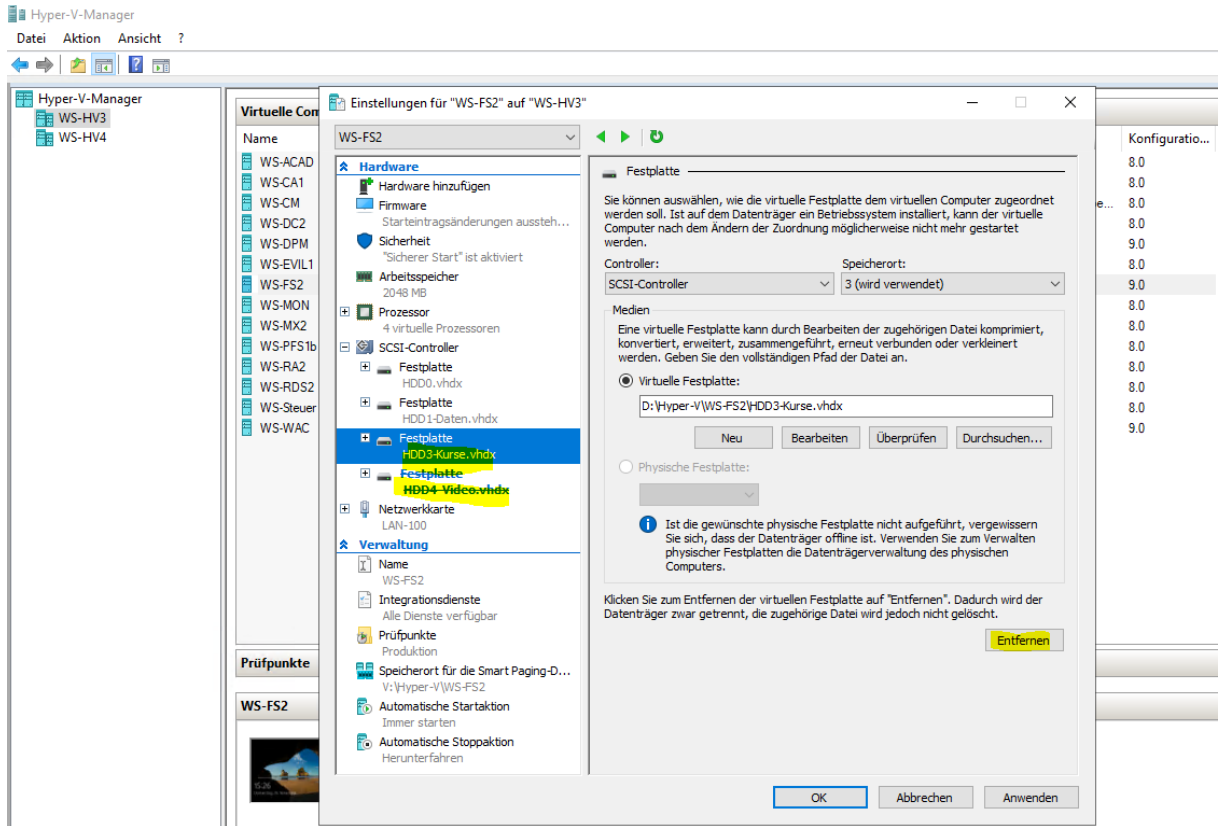 Hyper-V-Manager
Datei Aktion Ansicht ?
Hyper-V-Manager
WS-HV3
WS-HV4
Virtuelle Com
Name
Konfiguratio...
WS-ACAD
8.0
WS-CA1
8.0
WS-CM
e... 8.0
WS-DC2
8.0
WS-DPM
9.0
WS-EVIL1
8.0
WS-FS2
9.0
WS-MON
8.0
WS-MX2
8.0
WS-PFS1b
8.0
WS-RA2
8.0
WS-RDS2
8.0
WS-Steuer
8.0
WS-WAC
9.0
Prüfpunkte
WS-FS2
15:26
Einstellungen für "WS-FS2" auf "WS-HV3"
WS-FS2
Hardware
Hardware hinzufügen
Firmware
Starteintragsänderungen aussteh...
Sicherheit
"Sicherer Start" ist aktiviert
Arbeitsspeicher
2048 MB
Prozessor
4 virtuelle Prozessoren
SCSI-Controller
Festplatte
HDD0.vhdx
Festplatte
HDD1-Daten.vhdx
Festplatte
HDD3-Kurse.vhdx
Festplatte
HDD4-Video.vhdx
Netzwerkkarte
LAN-100
Verwaltung
Name
WS-FS2
Integrationsdienste
Alle Dienste verfügbar
Prüfpunkte
Produktion
Speicherort für die Smart Paging-D...
V:\Hyper-V\WS-FS2
Automatische Startaktion
Immer starten
Automatische Stoppaktion
Herunterfahren
Festplatte
Sie können auswählen, wie die virtuelle Festplatte dem virtuellen Computer zugeordnet
werden soll. Ist auf dem Datenträger ein Betriebssystem installiert, kann der virtuelle
Computer nach dem Ändern der Zuordnung möglicherweise nicht mehr gestartet
werden.
Controller: Speicherort:
SCSI-Controller 3 (wird verwendet)
Medien
Eine virtuelle Festplatte kann durch Bearbeiten der zugehörigen Datei komprimiert,
konvertiert, erweitert, zusammengeführt, erneut verbunden oder verkleinert
werden. Geben Sie den vollständigen Pfad der Datei an.
Virtuelle Festplatte:
D:\Hyper-V\WS-FS2\HDD3-Kurse.vhdx
Neu Bearbeiten Überprüfen Durchsuchen...
Physische Festplatte:
Ist die gewünschte physische Festplatte nicht aufgeführt, vergewissern
Sie sich, dass der Datenträger offline ist. Verwenden Sie zum Verwalten
physischer Festplatten die Datenträgerverwaltung des physischen
Computers.
Klicken Sie zum Entfernen der virtuellen Festplatte auf "Entfernen". Dadurch wird der
Datenträger zwar getrennt, die zugehörige Datei wird jedoch nicht gelöscht.
Entfernen
OK Abbrechen Anwenden